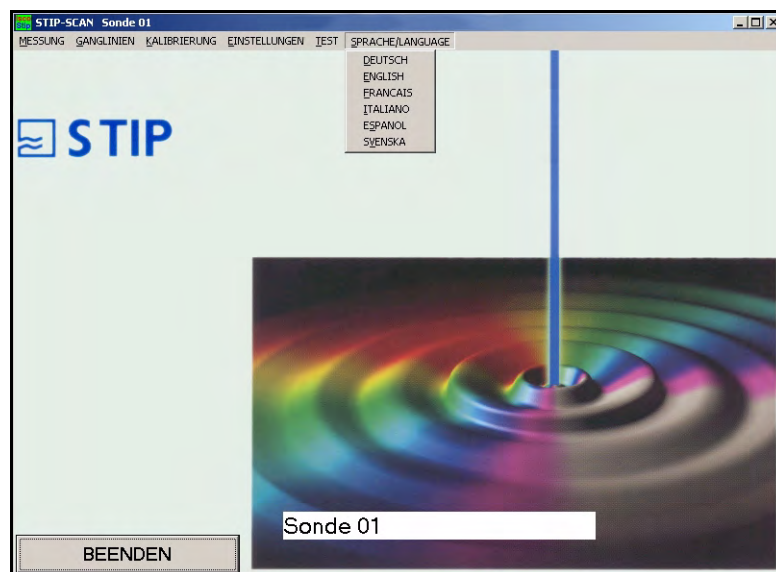 STIP-SCAN Sonde 01
MESSUNG GANGLINIEN KALIBRIERUNG EINSTELLUNGEN TEST SPRACHE/LANGUAGE
DEUTSCH
ENGLISH
FRANCAIS
ITALIANO
ESPANOL
SVENSKA
STIP
Sonde 01
BEENDEN